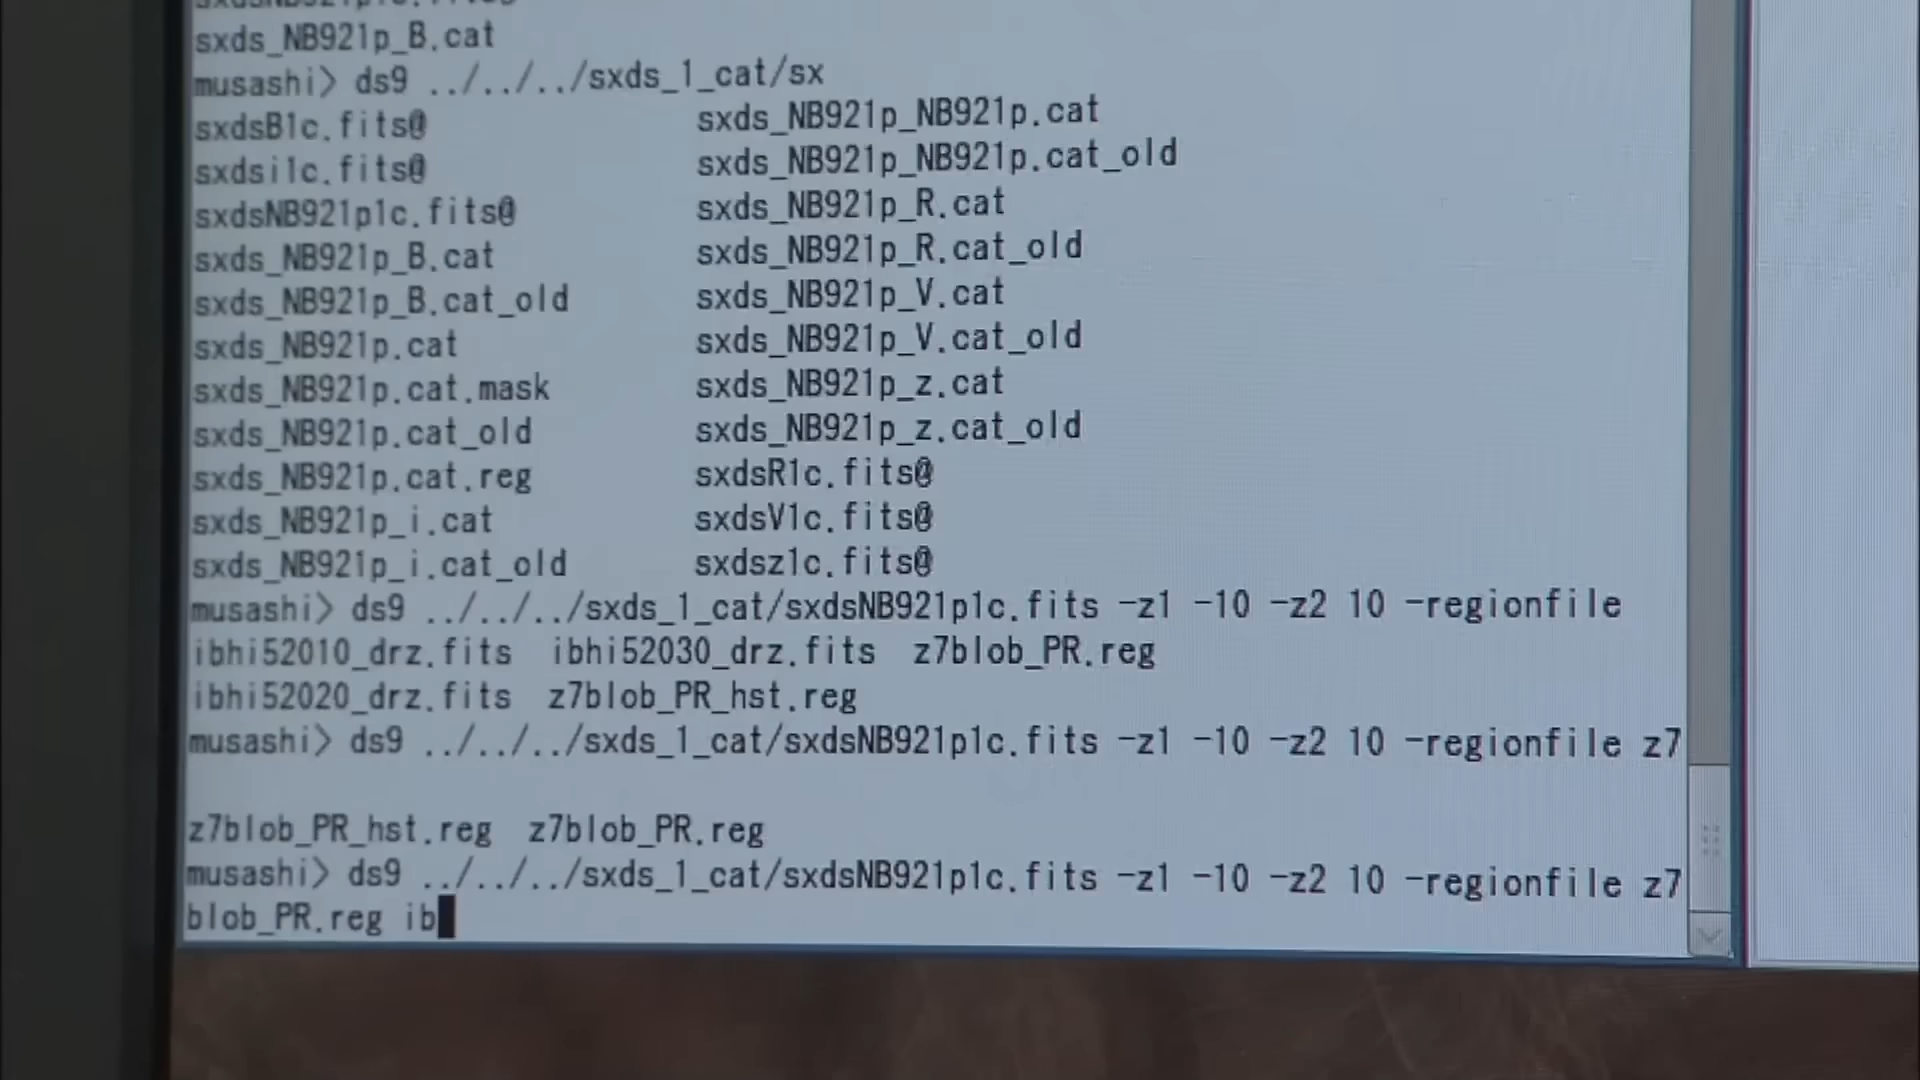 sxds_NB921p_B.cat
musashi> ds9 ../../../sxds_1_cat/sx
sxdsB1c.fits@ sxds_NB921p_NB921p.cat
sxdsi1c.fits@ sxds_NB921p_NB921p.cat_old
sxdsNB921p1c.fits@ sxds_NB921p_R.cat
sxds_NB921p_B.cat sxds_NB921p_R.cat_old
sxds_NB921p_B.cat_old sxds_NB921p_V.cat
sxds_NB921p.cat sxds_NB921p_V.cat_old
sxds_NB921p.cat.mask sxds_NB921p_z.cat
sxds_NB921p.cat_old sxds_NB921p_z.cat_old
sxds_NB921p.cat.reg sxdsR1c.fits@
sxds_NB921p_i.cat sxdsV1c.fits@
sxds_NB921p_i.cat_old sxdsz1c.fits@
musashi> ds9 ../../../sxds_1_cat/sxdsNB921p1c.fits -z1 -10 -z2 10 -regionfile
ibhi52010_drz.fits ibhi52030_drz.fits z7blob_PR.reg
ibhi52020_drz.fits z7blob_PR_hst.reg
musashi> ds9 ../../../sxds_1_cat/sxdsNB921p1c.fits -z1 -10 -z2 10 -regionfile z7
z7blob_PR_hst.reg z7blob_PR.reg
musashi> ds9 ../../../sxds_1_cat/sxdsNB921p1c.fits -z1 -10 -z2 10 -regionfile z7
blob_PR.reg ib